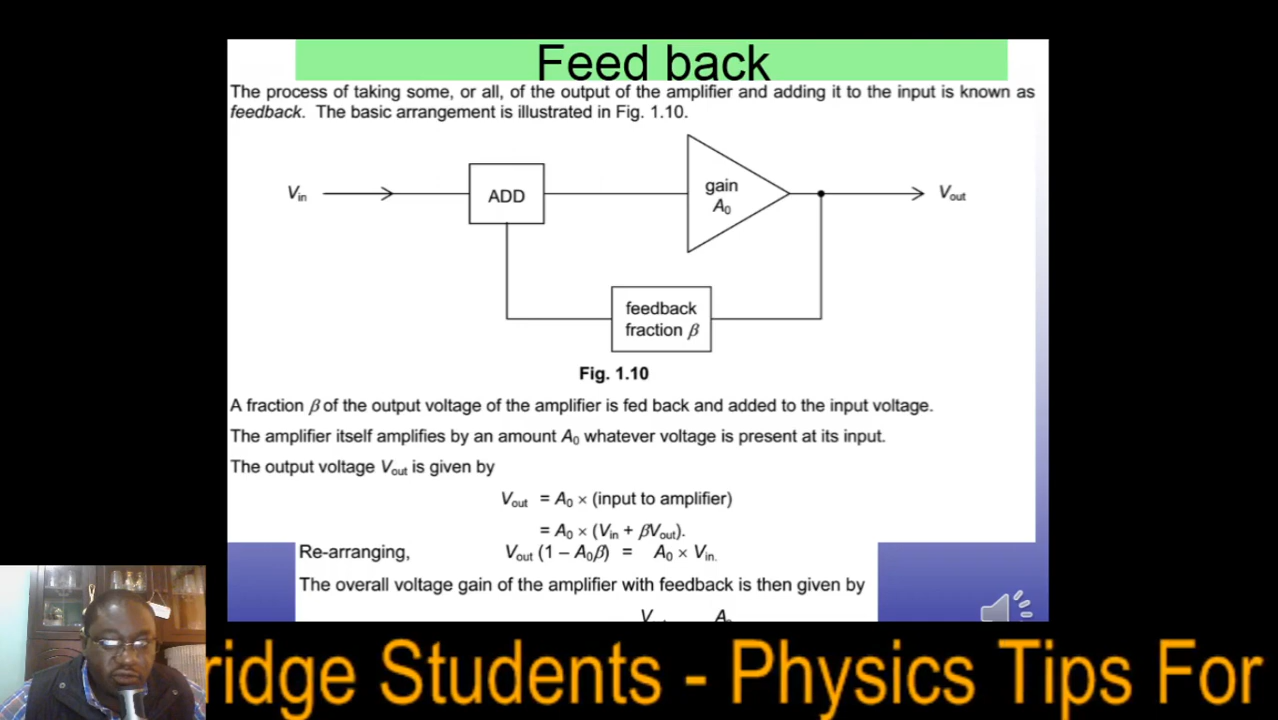 Feed back
The process of taking some, or all, of the output of the amplifier and adding it to the input is known as
feedback. The basic arrangement is illustrated in Fig. 1.10.
Vin
ADD
gain
A0
Vout
feedback
fraction β
Fig. 1.10
A fraction β of the output voltage of the amplifier is fed back and added to the input voltage.
The amplifier itself amplifies by an amount A0 whatever voltage is present at its input.
The output voltage Vout is given by
Vout = A0 × (input to amplifier)
= A0 × (Vin + βVout).
Re-arranging, Vout (1 – A0β) = A0 × Vin.
The overall voltage gain of the amplifier with feedback is then given by
ridge Students - Physics Tips For